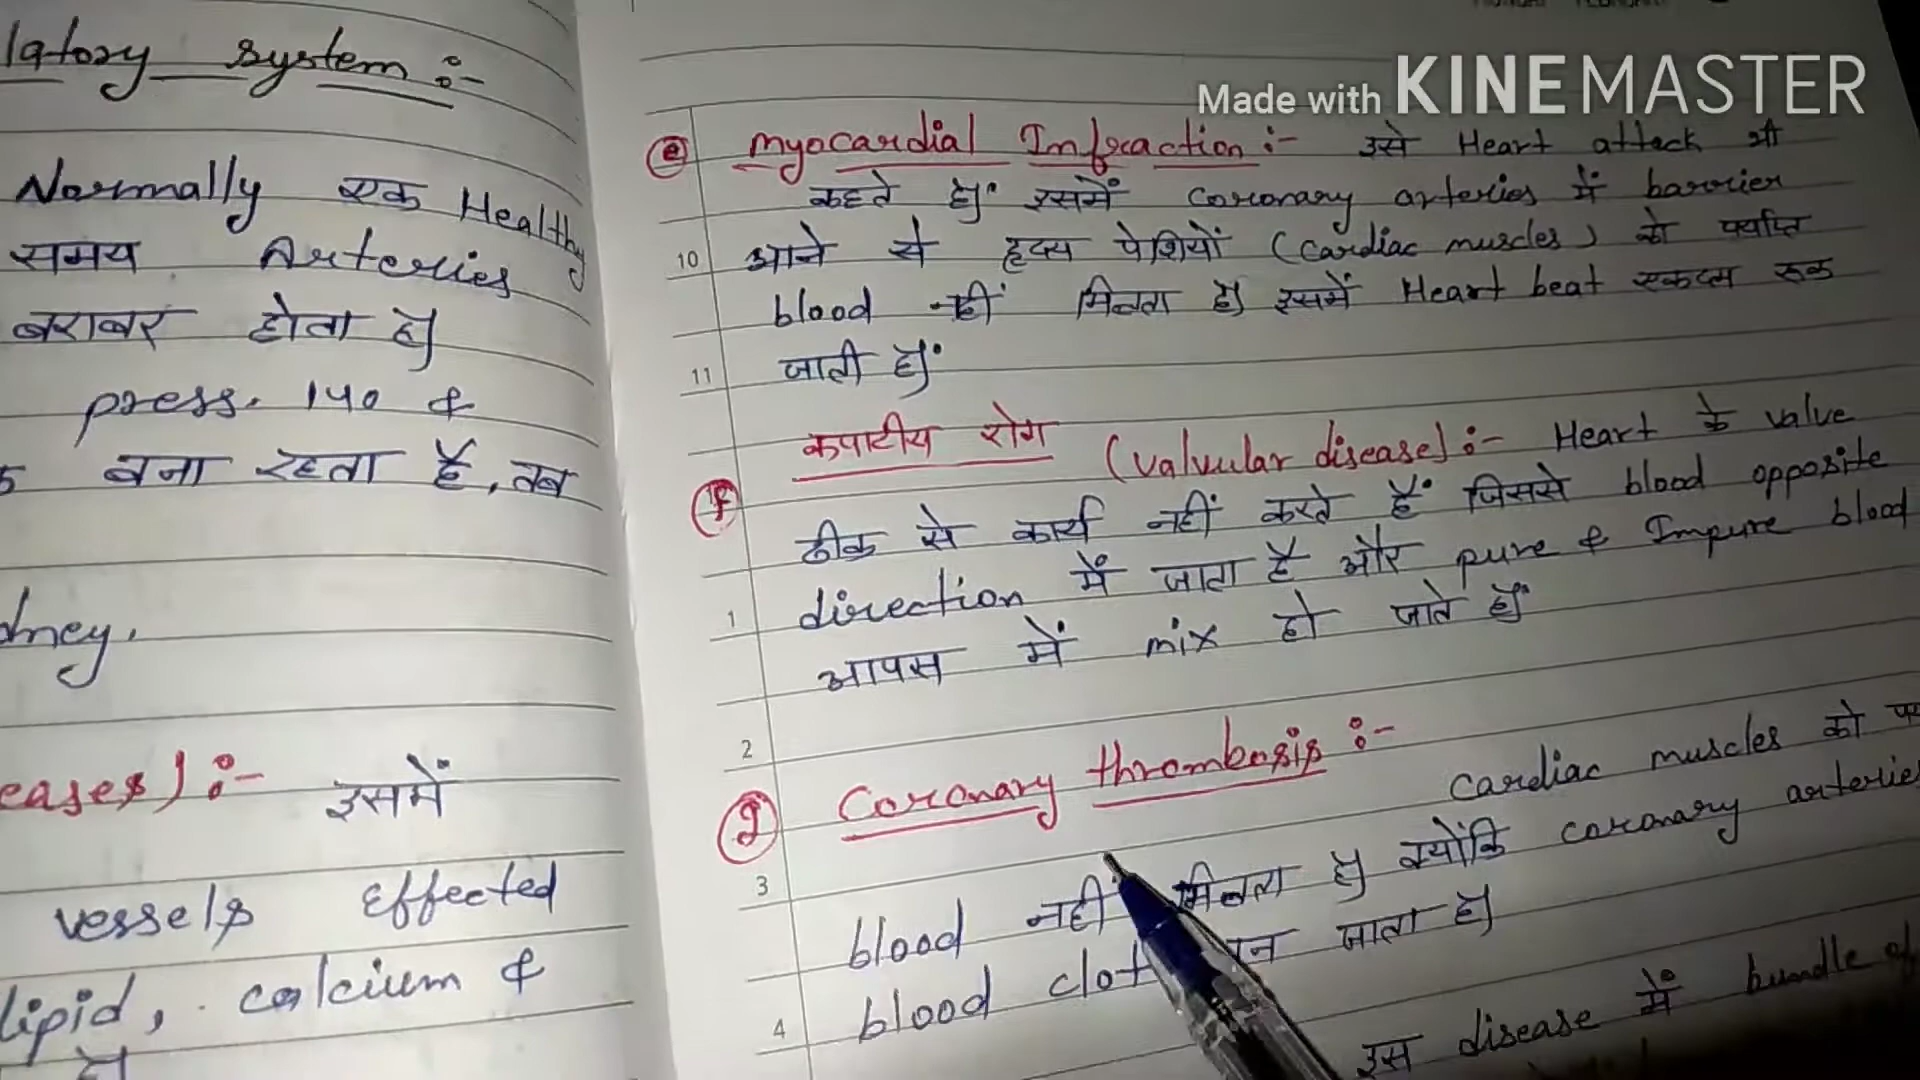 latory system :-
Normally एक Healthy
समय Arteries
बराबर होता है
press. 140 &
5 बना रहता है, तब
dney.
eases) :- इसमें
vessels Effected
lipid, calcium &
है
Made with KINEMASTER
(e) Myocardial Infraction :- इसे Heart attack भी
कहते हैं. इसमें Coronary arteries में barrier
10 आने से हृदय पेशियों (cardiac muscles) को पर्याप्त
blood नहीं मिलता है इसमें Heart beat एकदम रूक
11 जाती है.
(f) कपाटीय रोग (valvular disease) :- Heart के valve
ठीक से कार्य नहीं करते हैं. जिससे blood opposite
1 direction में जाता है और pure & Impure blood
आपस में mix हो जाते हैं.
2
(g) Coronary thrombosis :-
3 cardiac muscles को
blood नहीं मिलता है क्योंकि coronary arteries
4 blood clot बन जाता है
इस disease में bundle of